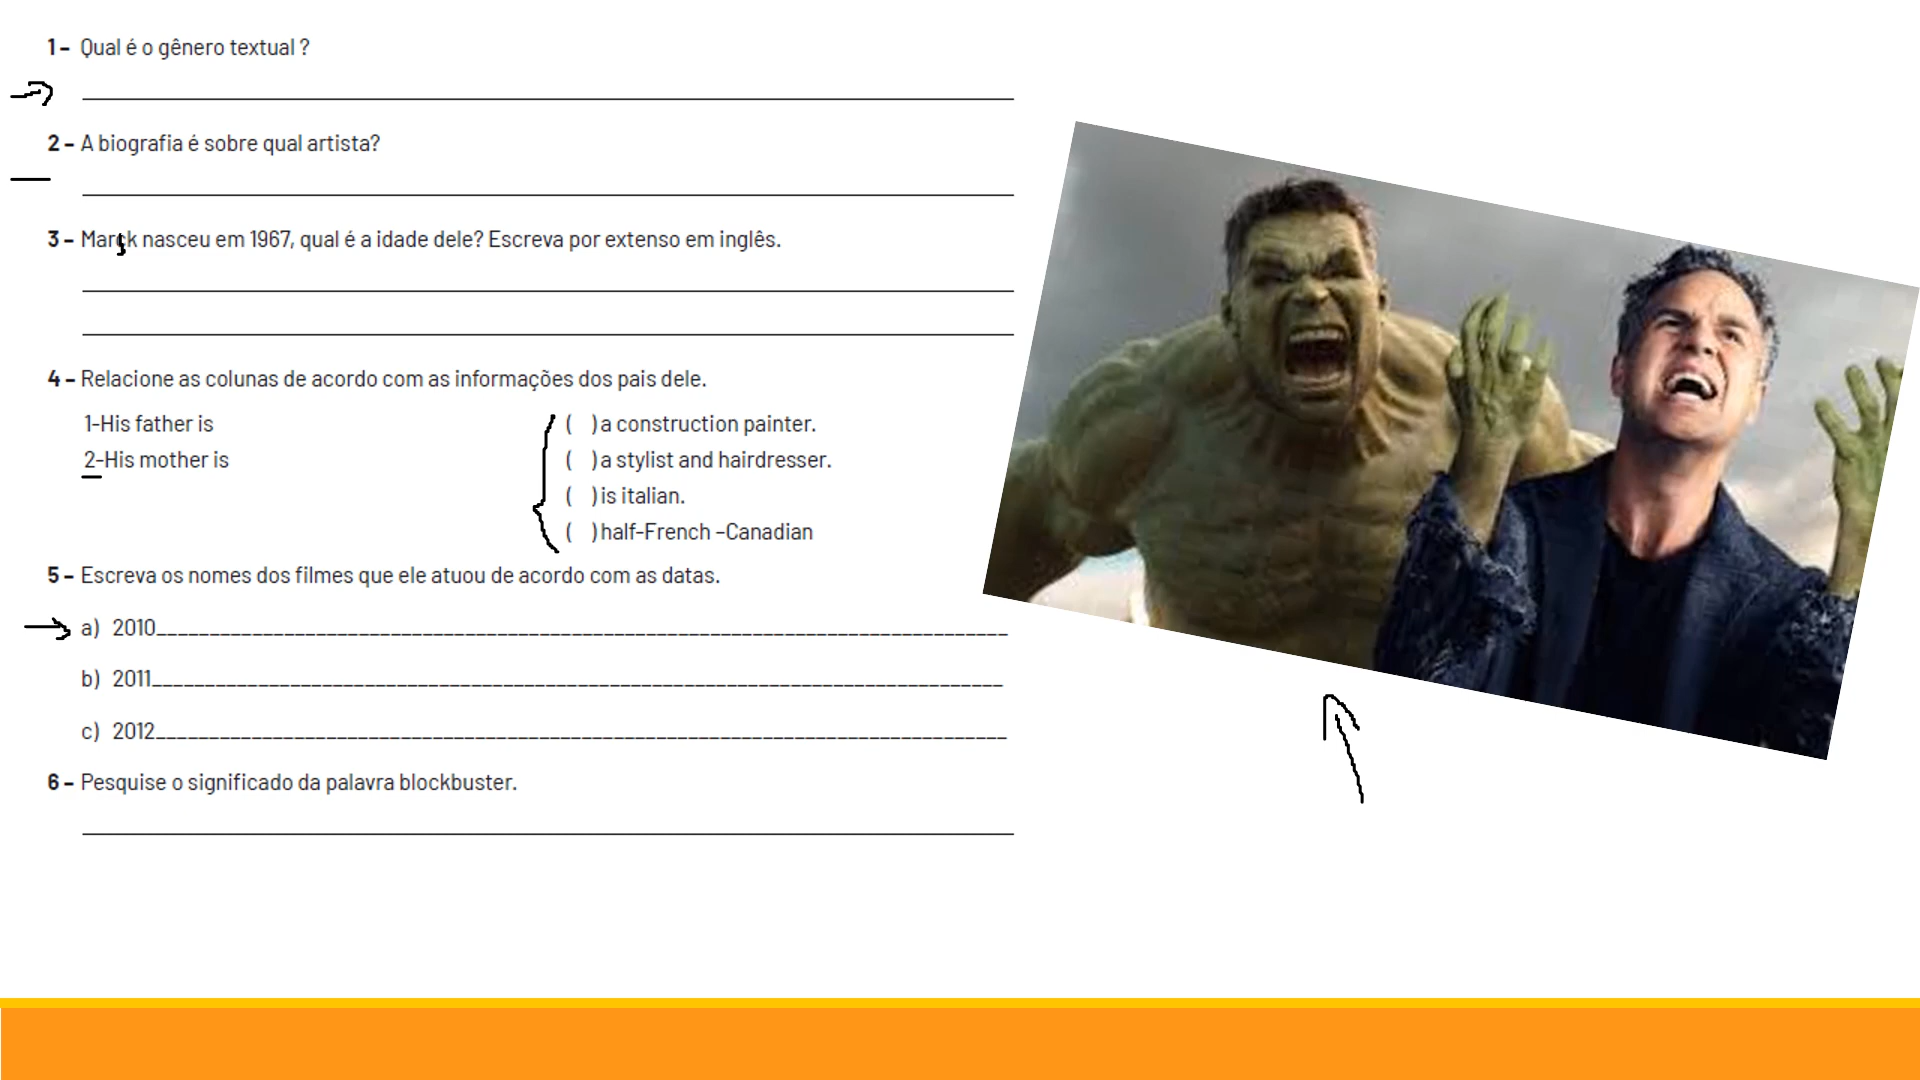 1 – Qual é o gênero textual ?
2 – A biografia é sobre qual artista?
3 – Marck nasceu em 1967, qual é a idade dele? Escreva por extenso em inglês.
4 – Relacione as colunas de acordo com as informações dos pais dele.
1-His father is ( ) a construction painter.
2-His mother is ( ) a stylist and hairdresser.
( ) is italian.
( ) half-French –Canadian
5 – Escreva os nomes dos filmes que ele atuou de acordo com as datas.
a) 2010
b) 2011
c) 2012
6 – Pesquise o significado da palavra blockbuster.